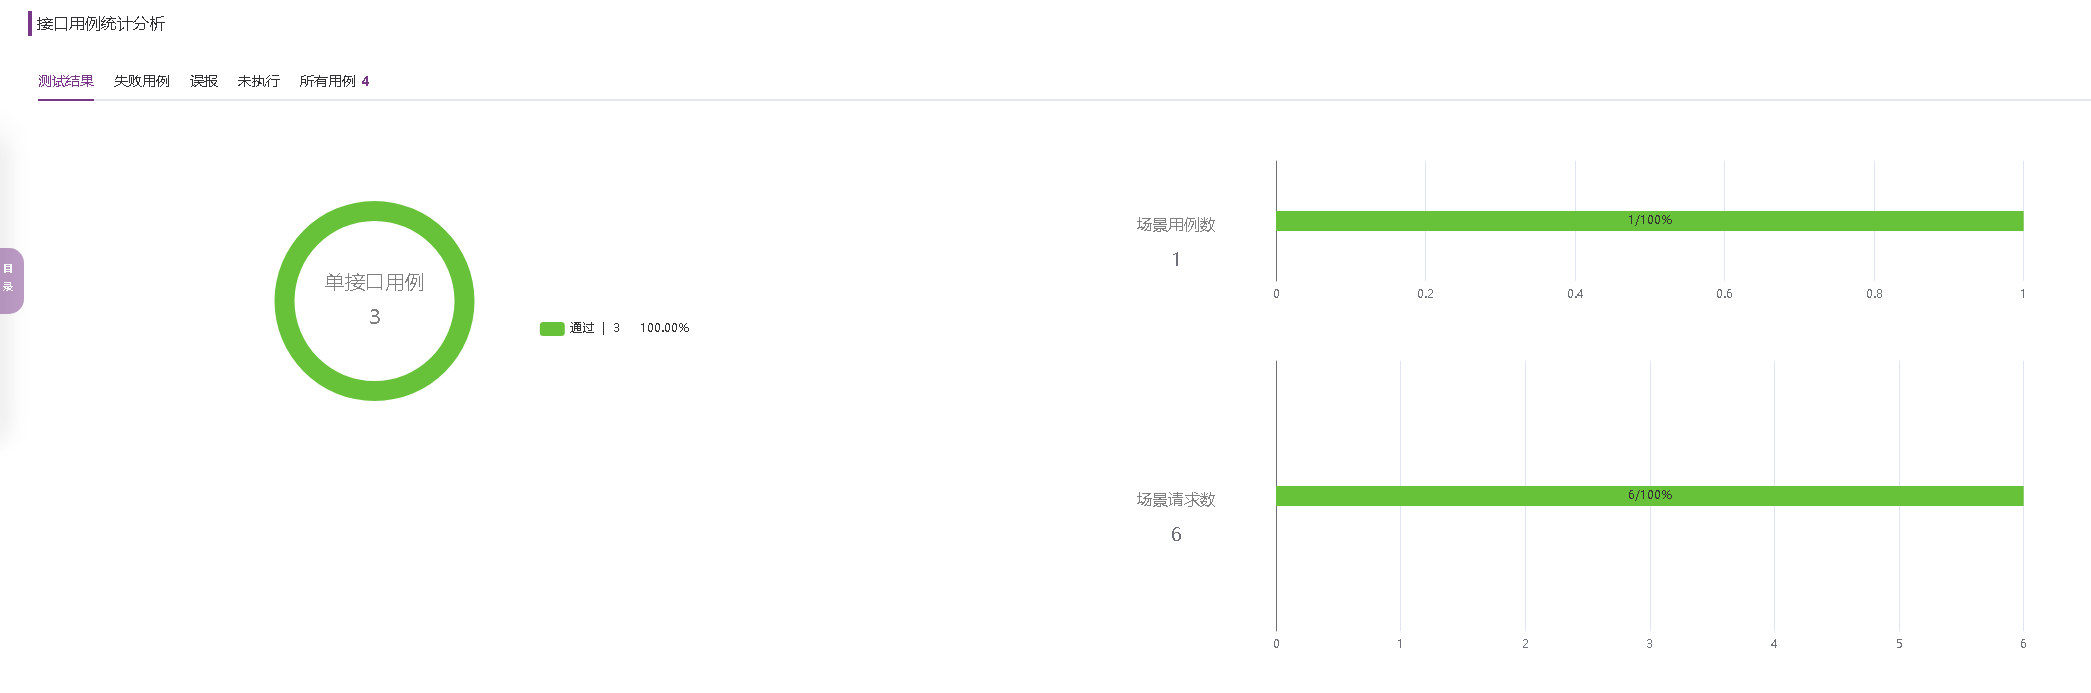 接口用例统计分析
测试结果 失败用例 误报 未执行 所有用例 4
目
录
单接口用例
3
通过 | 3 100.00%
场景用例数
1
1/100%
0 0.2 0.4 0.6 0.8 1
场景请求数
6
6/100%
0 1 2 3 4 5 6